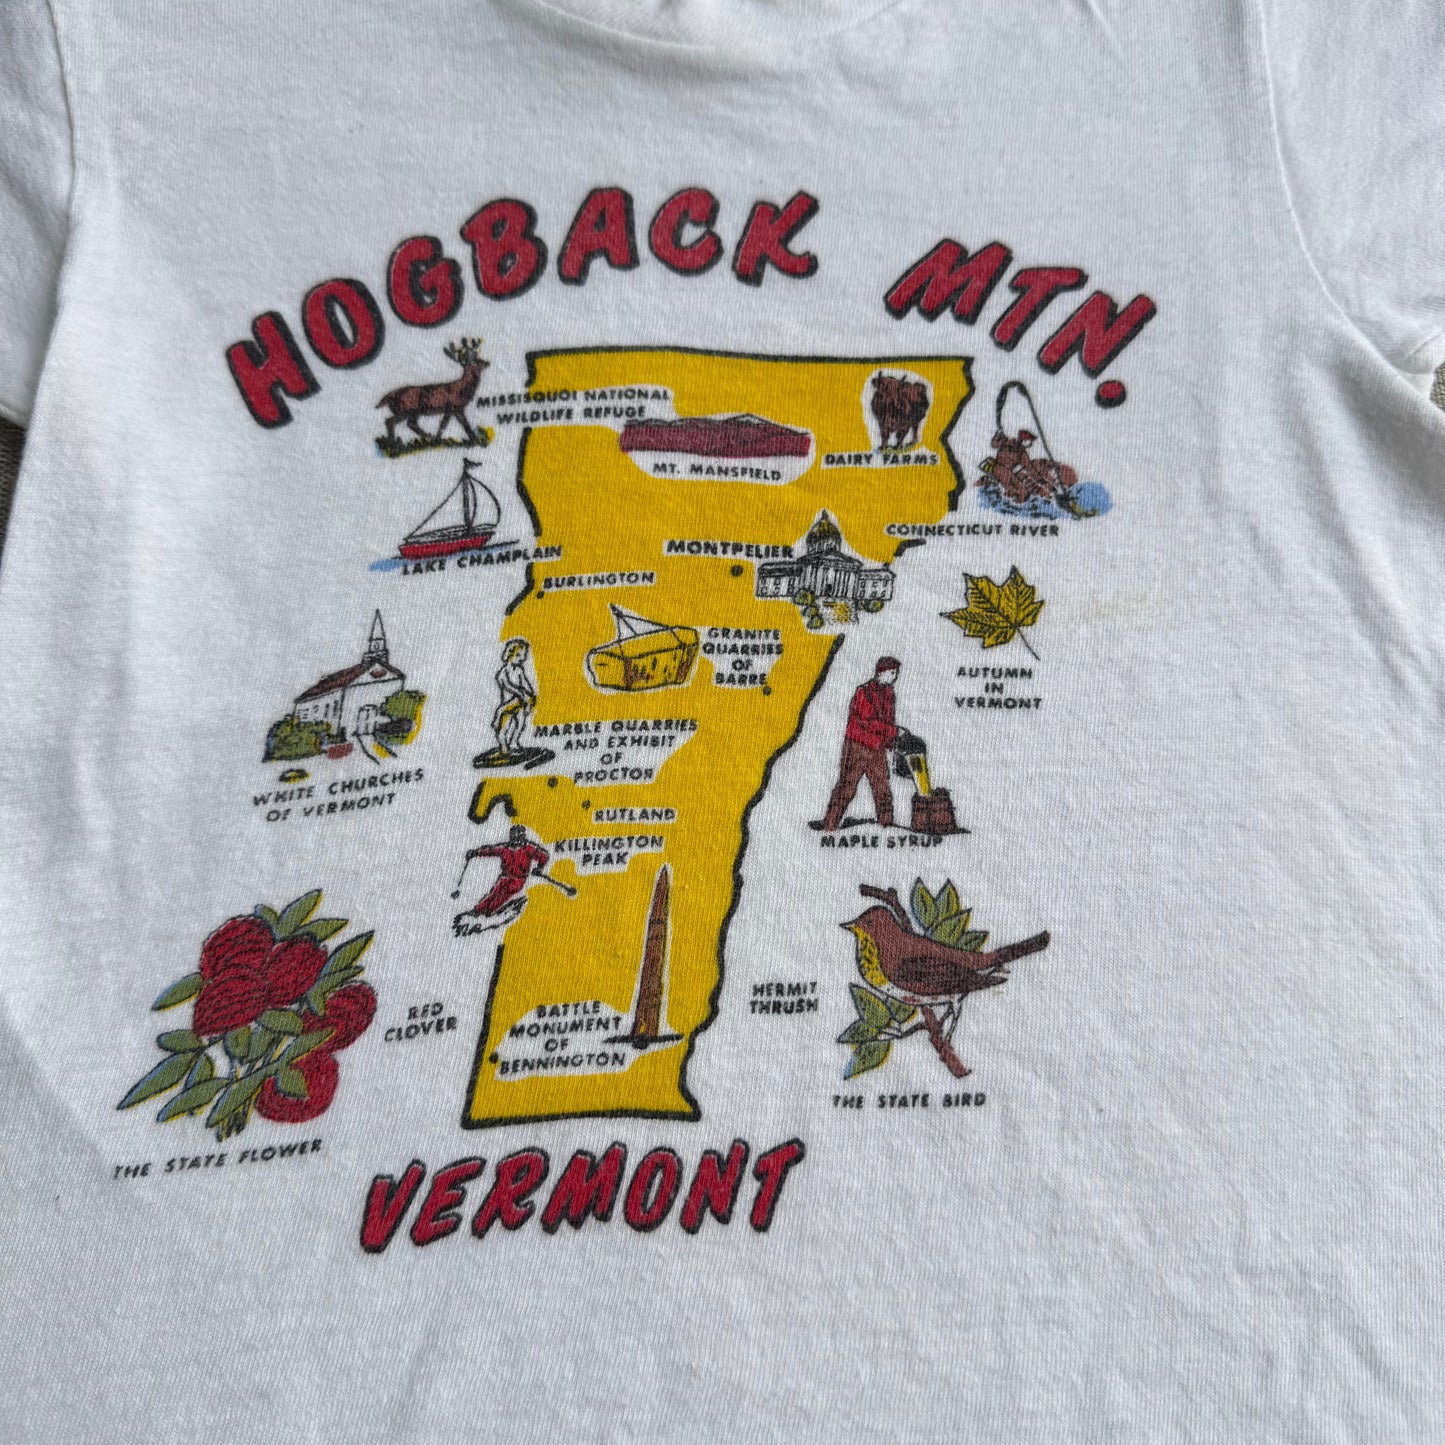 HOGBACK MTN.
MISSISQUOI NATIONAL
WILDLIFE REFUGE
MT. MANSFIELD
DAIRY FARMS
CONNECTICUT RIVER
LAKE CHAMPLAIN
MONTPELIER
BURLINGTON
GRANITE
QUARRIES
OF
BARRE
AUTUMN
IN
VERMONT
MARBLE QUARRIES
AND EXHIBIT
OF
PROCTOR
WHITE CHURCHES
OF VERMONT
RUTLAND
KILLINGTON
PEAK
MAPLE SYRUP
RED
CLOVER
BATTLE
MONUMENT
OF
BENNINGTON
HERMIT
THRUSH
THE STATE BIRD
THE STATE FLOWER
VERMONT